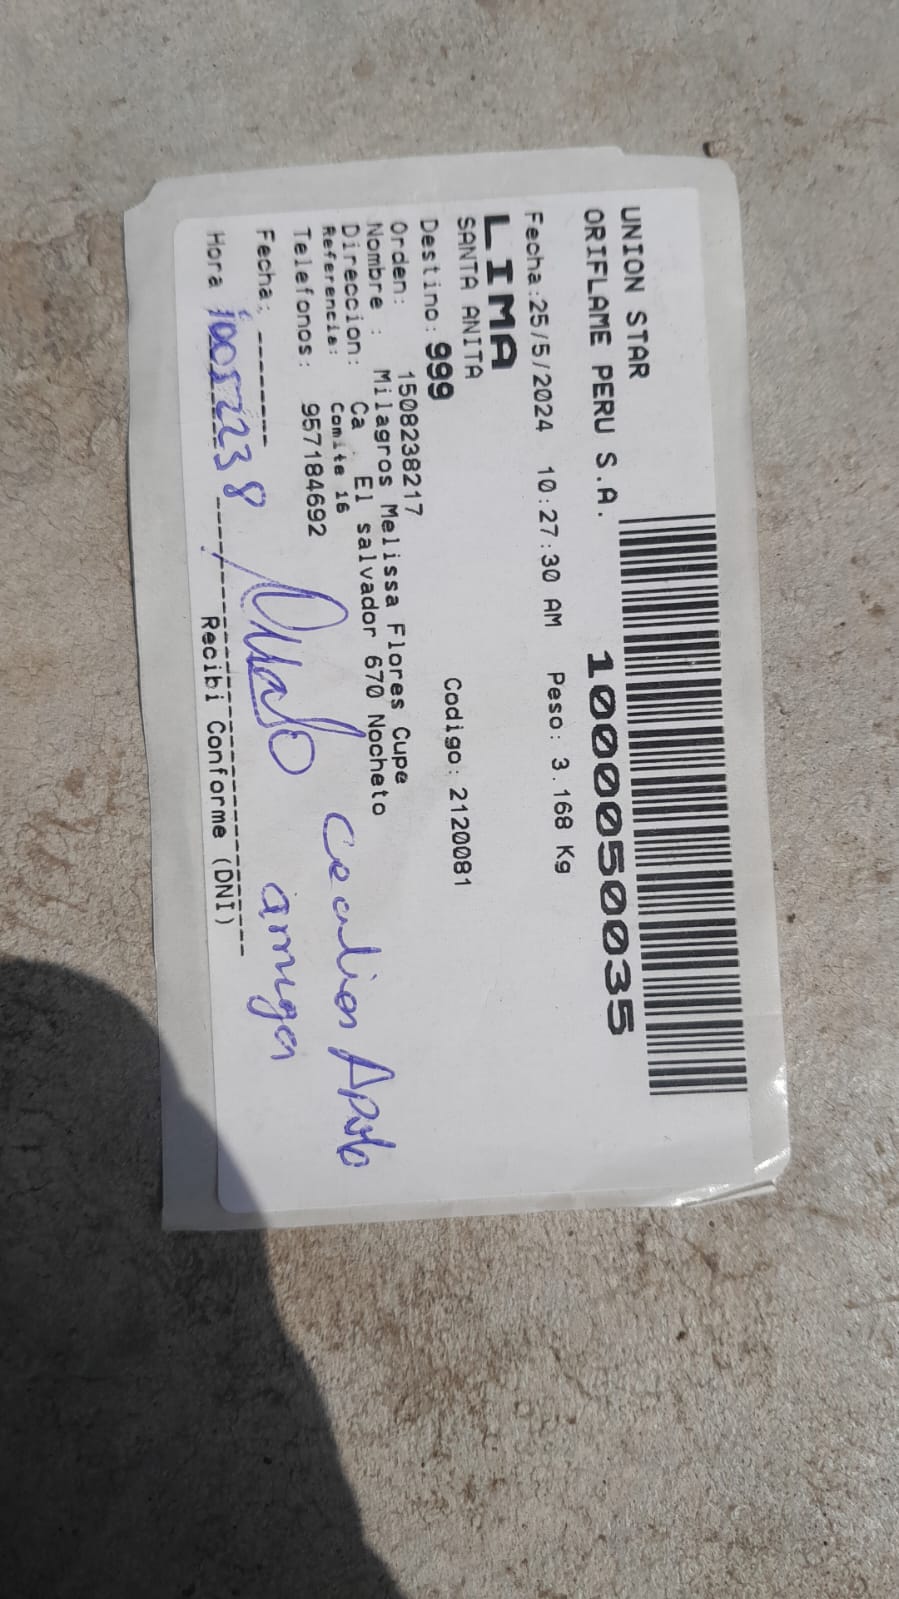 UNION STAR
ORIFLAME PERU S.A.
1000050035
Fecha:25/5/2024 10:27:30 AM Peso: 3.168 Kg
LIMA
SANTA ANITA
Destino: 999 Codigo: 2120081
Orden: 1508238217
Nombre : Milagros Melissa Flores Cupe
Direccion: Ca El salvador 670 Nocheto
Referencia: Comite 16
Telefonos: 957184692
Fecha:
Hora
amiga
Recibi Conforme (DNI)